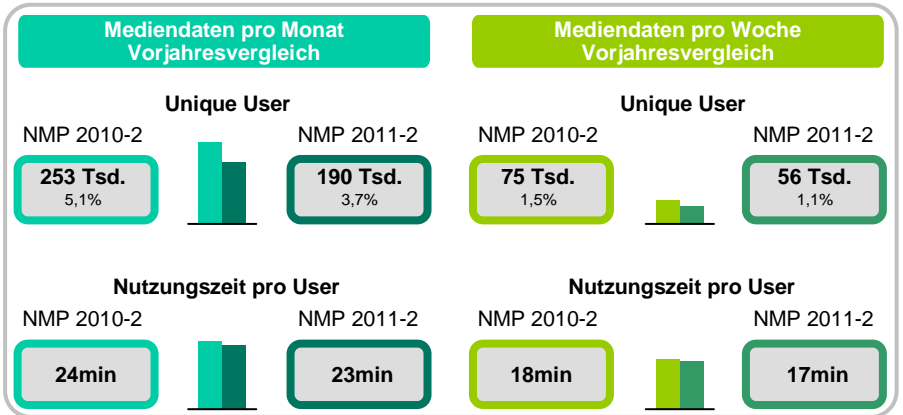 Mediendaten pro Monat
Vorjahresvergleich
Unique User
NMP 2010-2
NMP 2011-2
253 Tsd.
5,1%
190 Tsd.
3,7%
Nutzungszeit pro User
NMP 2010-2
NMP 2011-2
24min
23min
Mediendaten pro Woche
Vorjahresvergleich
Unique User
NMP 2010-2
NMP 2011-2
75 Tsd.
1,5%
56 Tsd.
1,1%
Nutzungszeit pro User
NMP 2010-2
NMP 2011-2
18min
17min